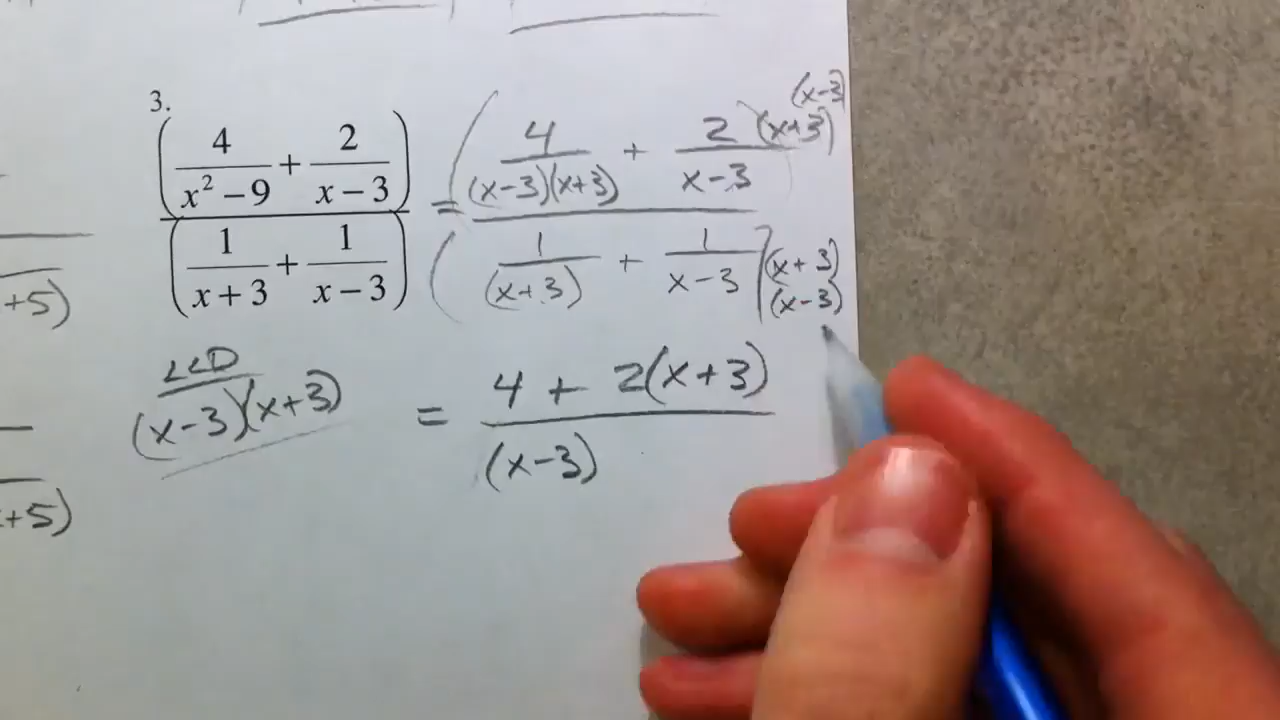 3.
(4/(x² − 9) + 2/(x − 3)) / (1/(x + 3) + 1/(x − 3)) = (4/((x−3)(x+3)) + 2/(x−3)) (x+3) (x−3) / (1/(x+3) + 1/(x−3)) (x+3) (x−3)
LCD
(x−3)(x+3)
= (4 + 2(x+3)) / (x−3)
+5)
+5)